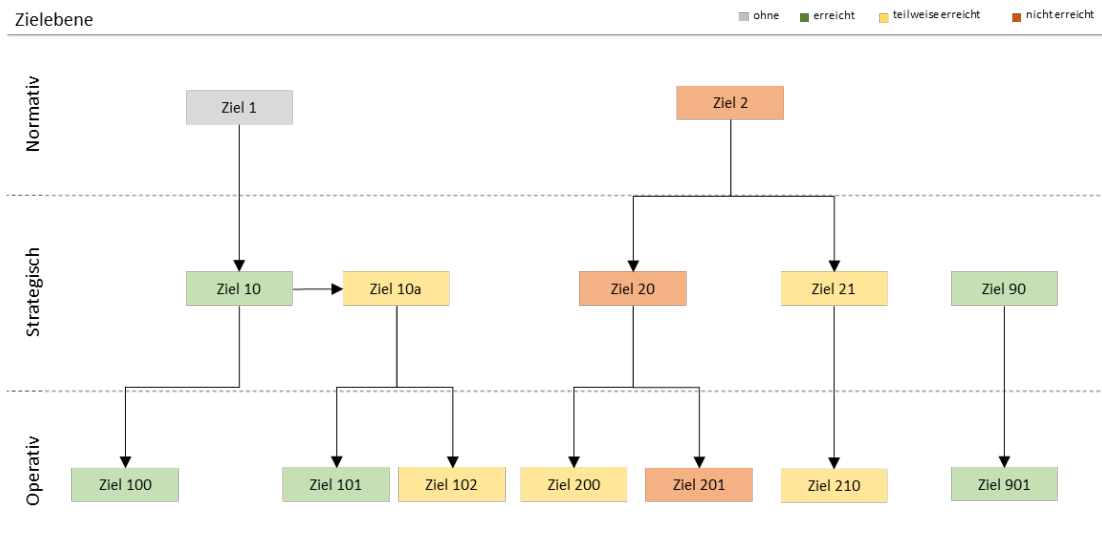 Zielebene
ohne
erreicht
teilweise erreicht
nicht erreicht
Normativ
Ziel 1
Ziel 2
Strategisch
Ziel 10
Ziel 10a
Ziel 20
Ziel 21
Ziel 90
Operativ
Ziel 100
Ziel 101
Ziel 102
Ziel 200
Ziel 201
Ziel 210
Ziel 901